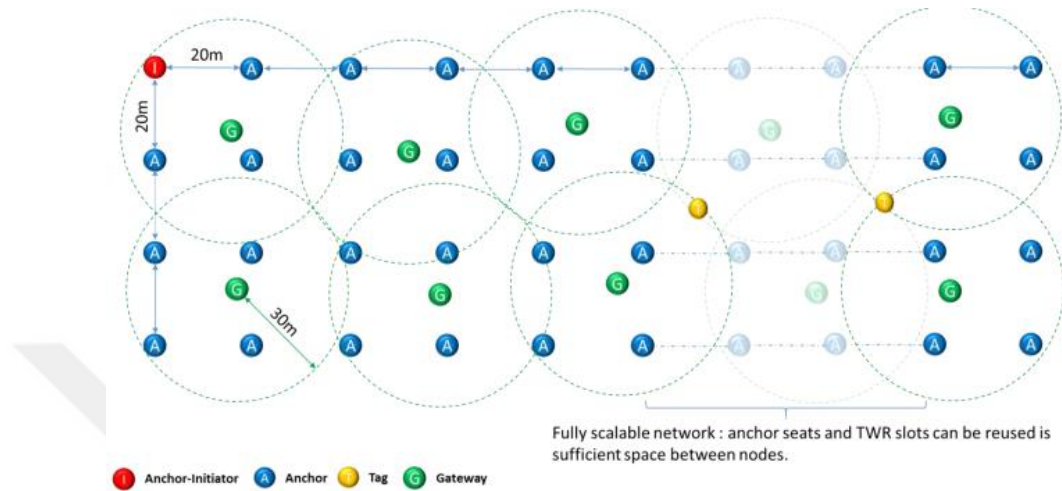 20m
I A A A A A A A A A
20m
G G G G G
A A A A A A A A A A
T T
A A A A A A A A A A
G G G G G
30m
A A A A A A A A A A
Fully scalable network : anchor seats and TWR slots can be reused is
sufficient space between nodes.
I Anchor-Initiator A Anchor T Tag G Gateway